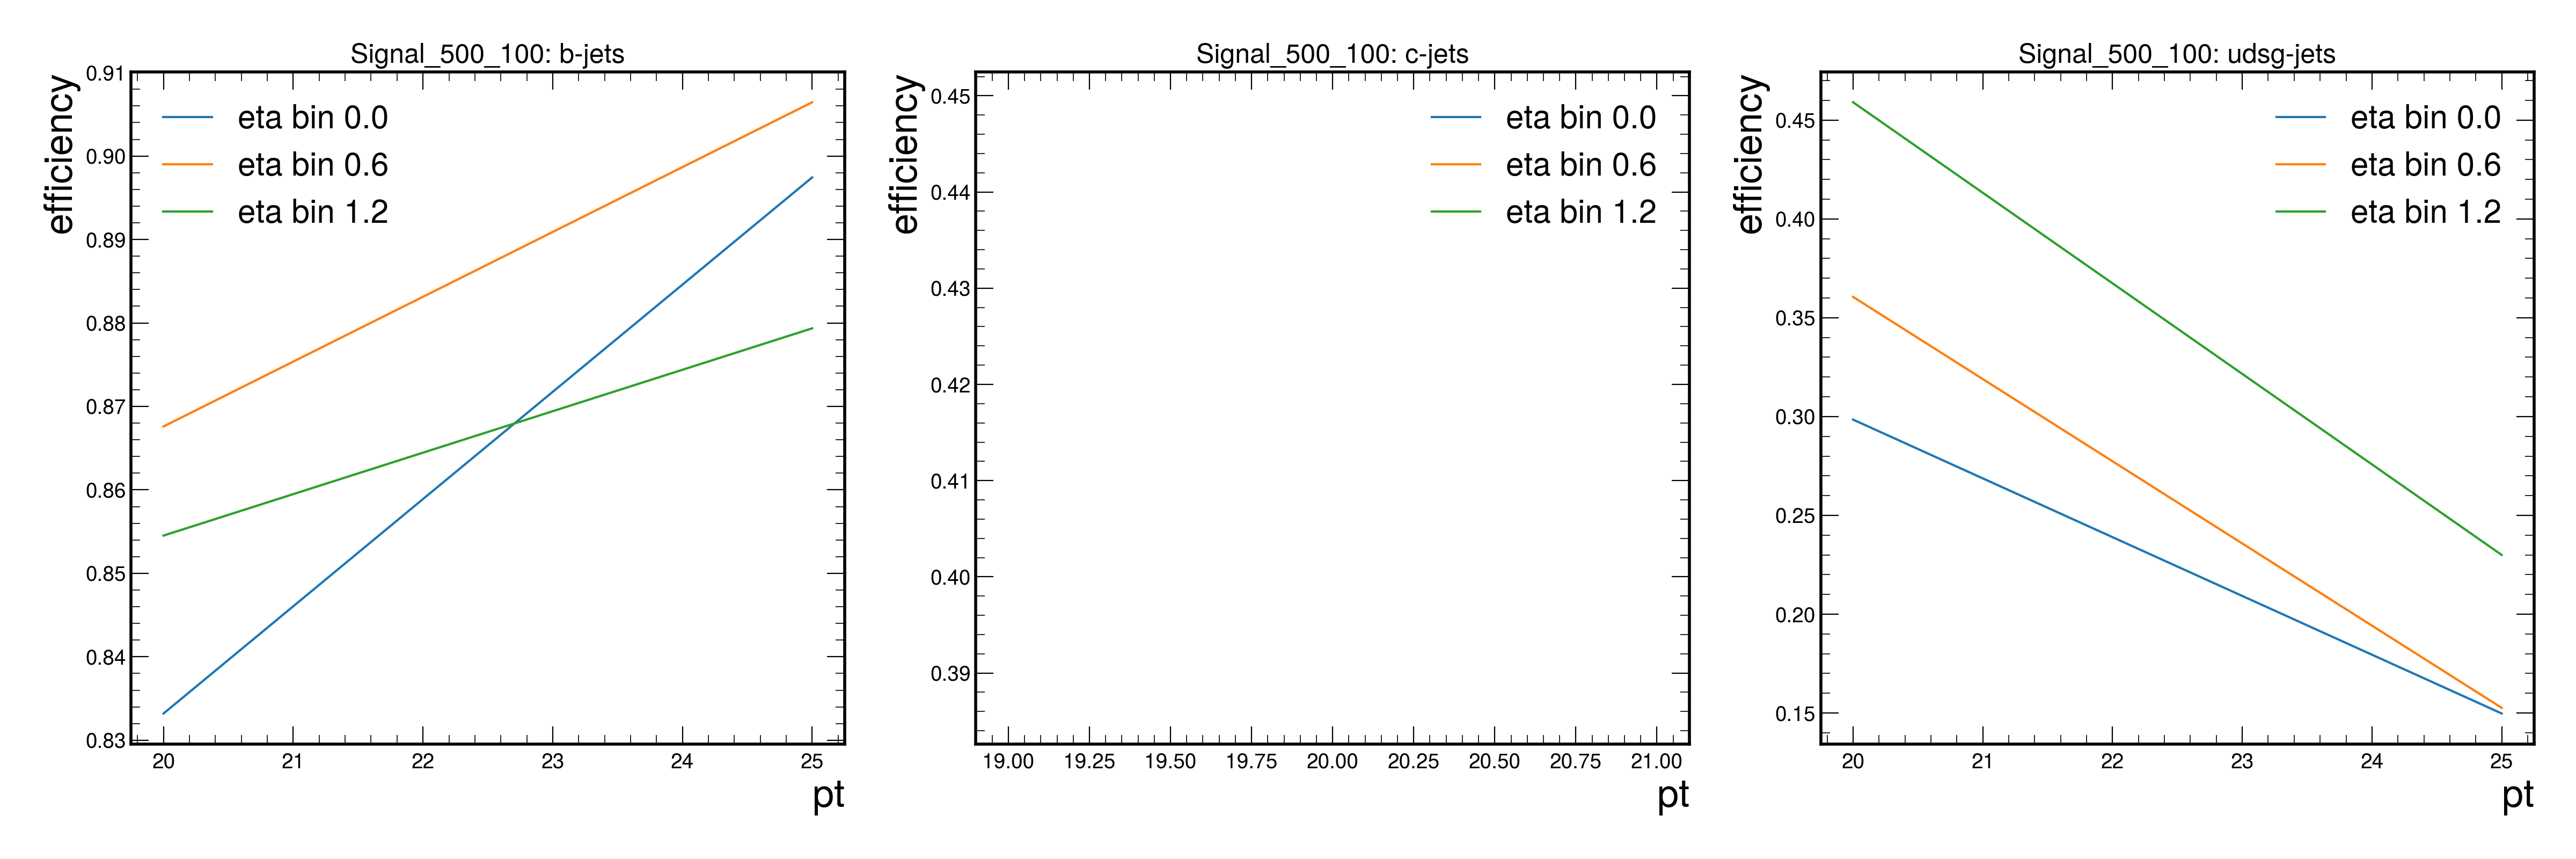 Signal_500_100: b-jets
efficiency
0.91
0.90
0.89
0.88
0.87
0.86
0.85
0.84
0.83
eta bin 0.0
eta bin 0.6
eta bin 1.2
20 21 22 23 24 25
pt
Signal_500_100: c-jets
efficiency
0.45
0.44
0.43
0.42
0.41
0.40
0.39
eta bin 0.0
eta bin 0.6
eta bin 1.2
19.00 19.25 19.50 19.75 20.00 20.25 20.50 20.75 21.00
pt
Signal_500_100: udsg-jets
efficiency
0.45
0.40
0.35
0.30
0.25
0.20
0.15
eta bin 0.0
eta bin 0.6
eta bin 1.2
20 21 22 23 24 25
pt